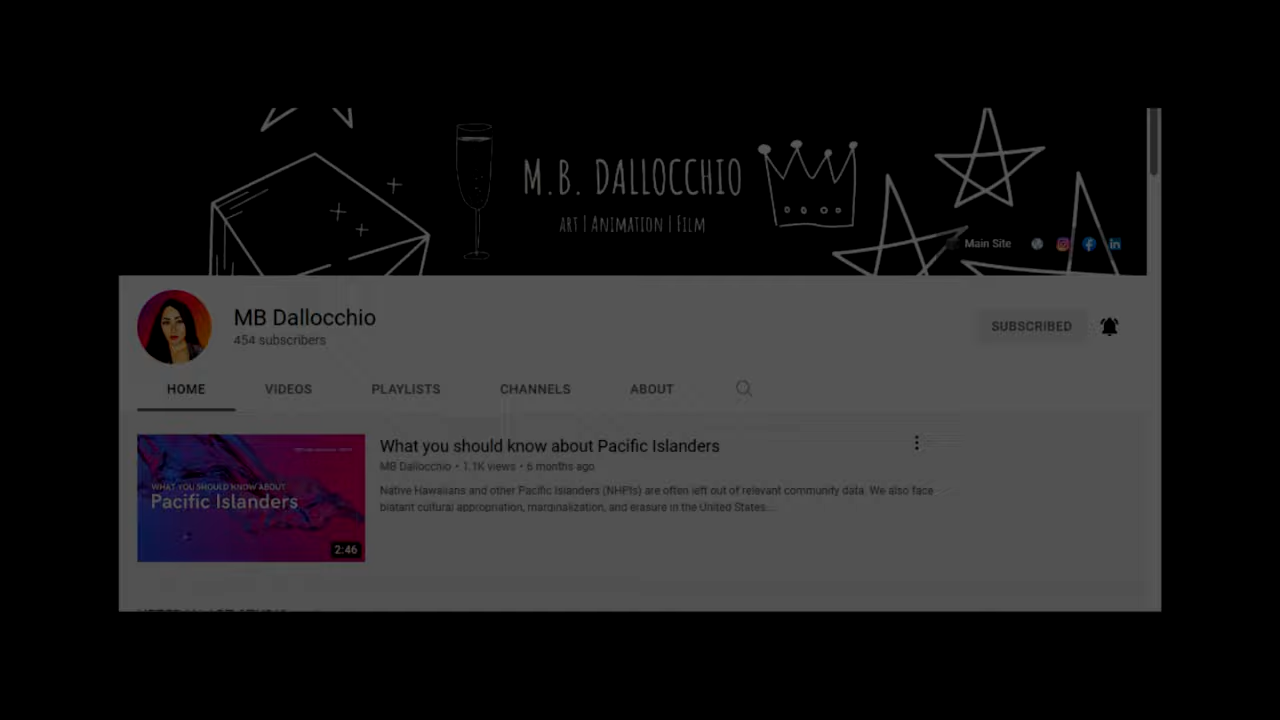 M.B. DALLOCCHIO
ART | ANIMATION | FILM
Main Site
MB Dallocchio
454 subscribers
SUBSCRIBED
HOME VIDEOS PLAYLISTS CHANNELS ABOUT
What you should know about Pacific Islanders
MB Dallocchio • 1.1K views • 6 months ago
WHAT YOU SHOULD KNOW ABOUT
Pacific Islanders
2:46
Native Hawaiians and other Pacific Islanders (NHPIs) are often left out of relevant community data. We also face
blatant cultural appropriation, marginalization, and erasure in the United States...